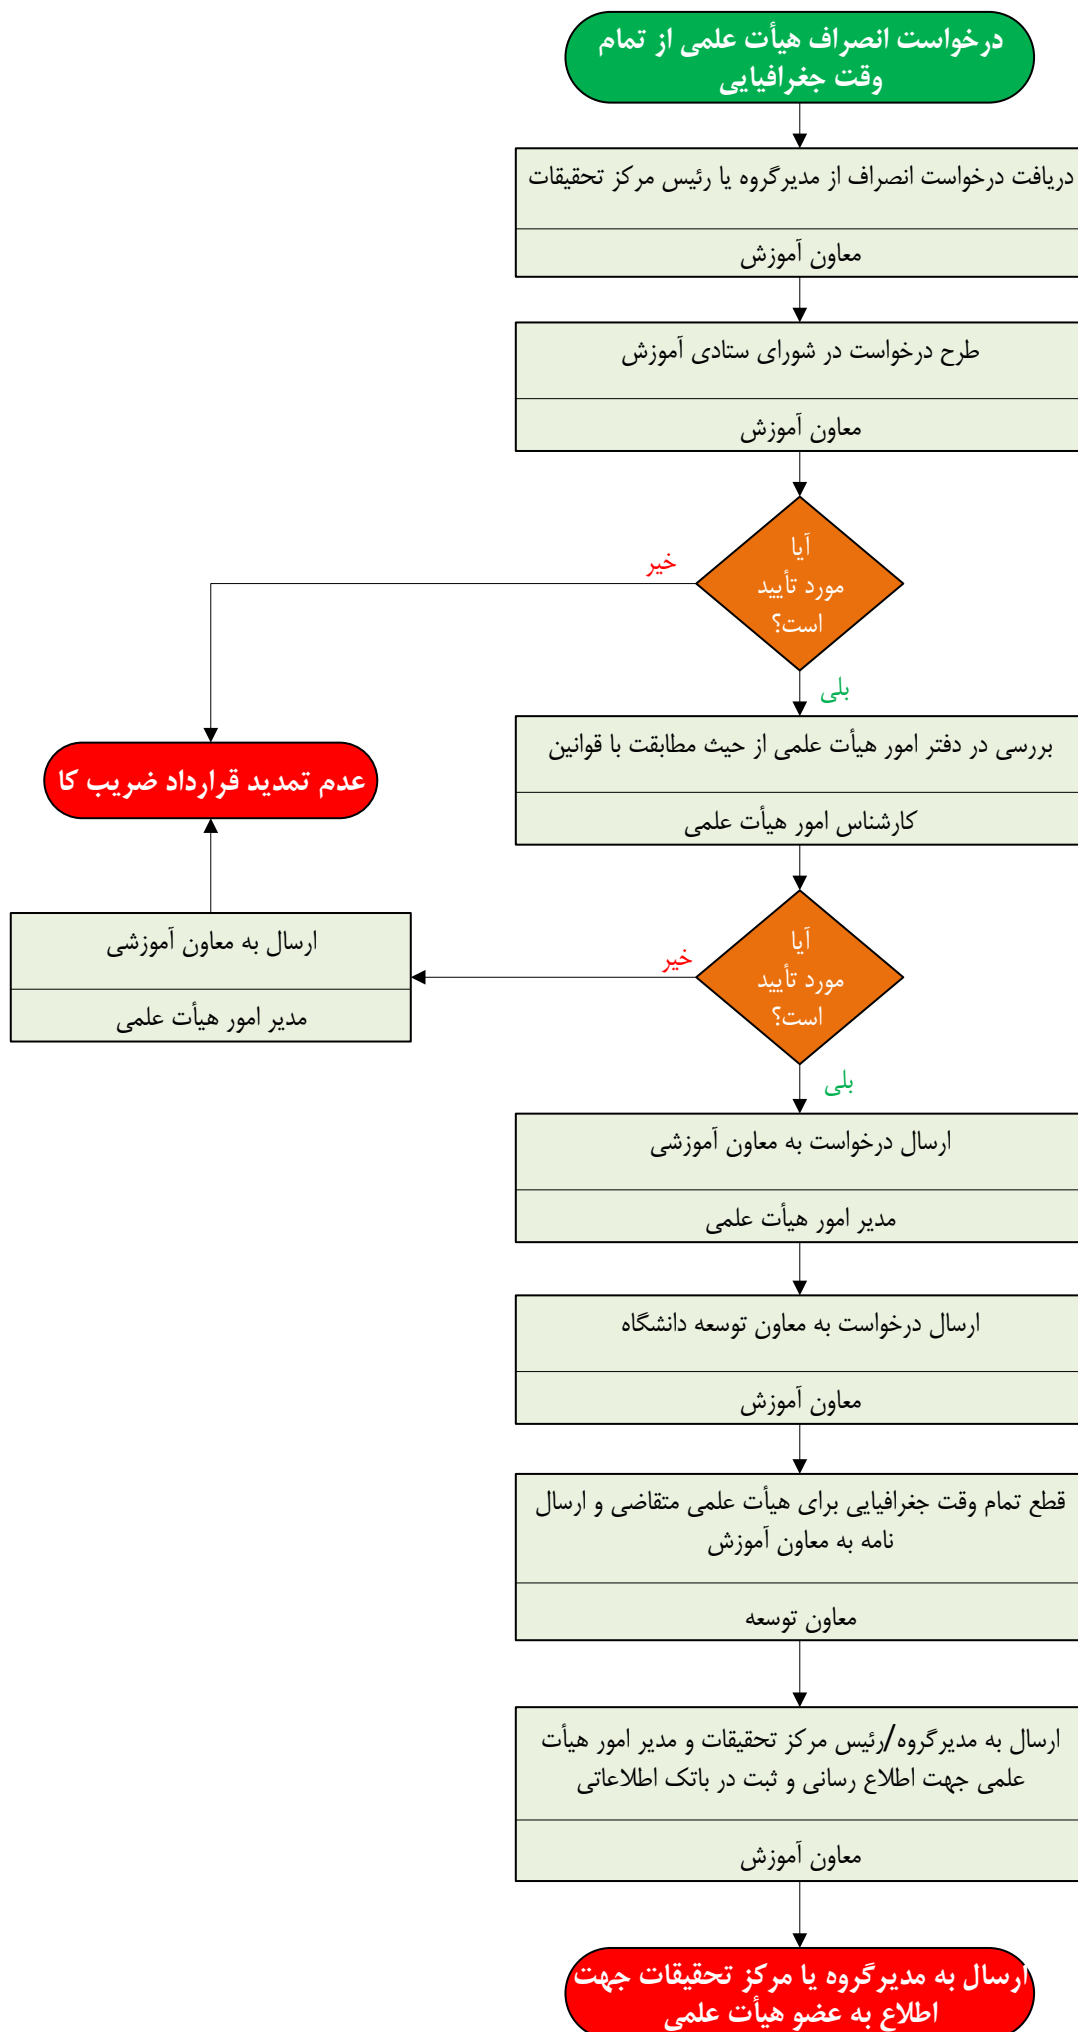 درخواست انصراف هیأت علمی از تمام
وقت جغرافیایی
دریافت درخواست انصراف از مدیرگروه یا رئیس مرکز تحقیقات
معاون آموزش
طرح درخواست در شورای ستادی آموزش
معاون آموزش
آیا
مورد تأیید
است؟
خیر
بلی
بررسی در دفتر امور هیأت علمی از حیث مطابقت با قوانین
کارشناس امور هیأت علمی
عدم تمدید قرارداد ضریب کا
آیا
مورد تأیید
است؟
خیر
ارسال به معاون آموزشی
مدیر امور هیأت علمی
بلی
ارسال درخواست به معاون آموزشی
مدیر امور هیأت علمی
ارسال درخواست به معاون توسعه دانشگاه
معاون آموزش
قطع تمام وقت جغرافیایی برای هیأت علمی متقاضی و ارسال
نامه به معاون آموزش
معاون توسعه
ارسال به مدیرگروه/رئیس مرکز تحقیقات و مدیر امور هیأت
علمی جهت اطلاع رسانی و ثبت در باتک اطلاعاتی
معاون آموزش
ارسال به مدیرگروه یا مرکز تحقیقات جهت
اطلاع به عضو هیأت علمی